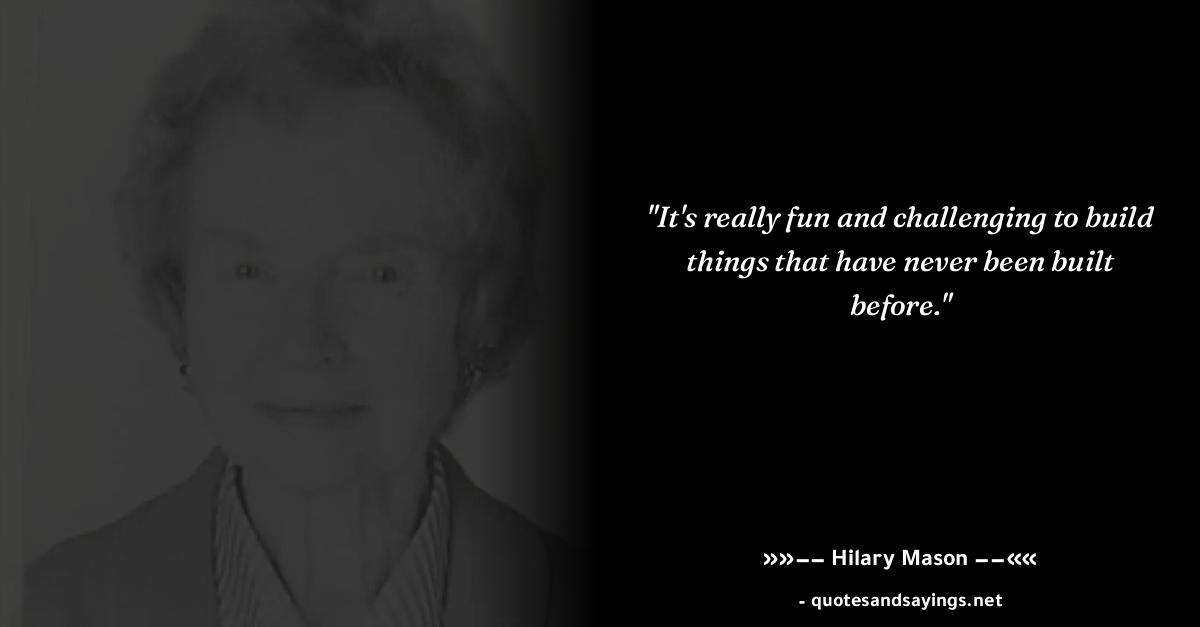 "It's really fun and challenging to build
things that have never been built
before."
»»−− Hilary Mason −−««
- quotesandsayings.net